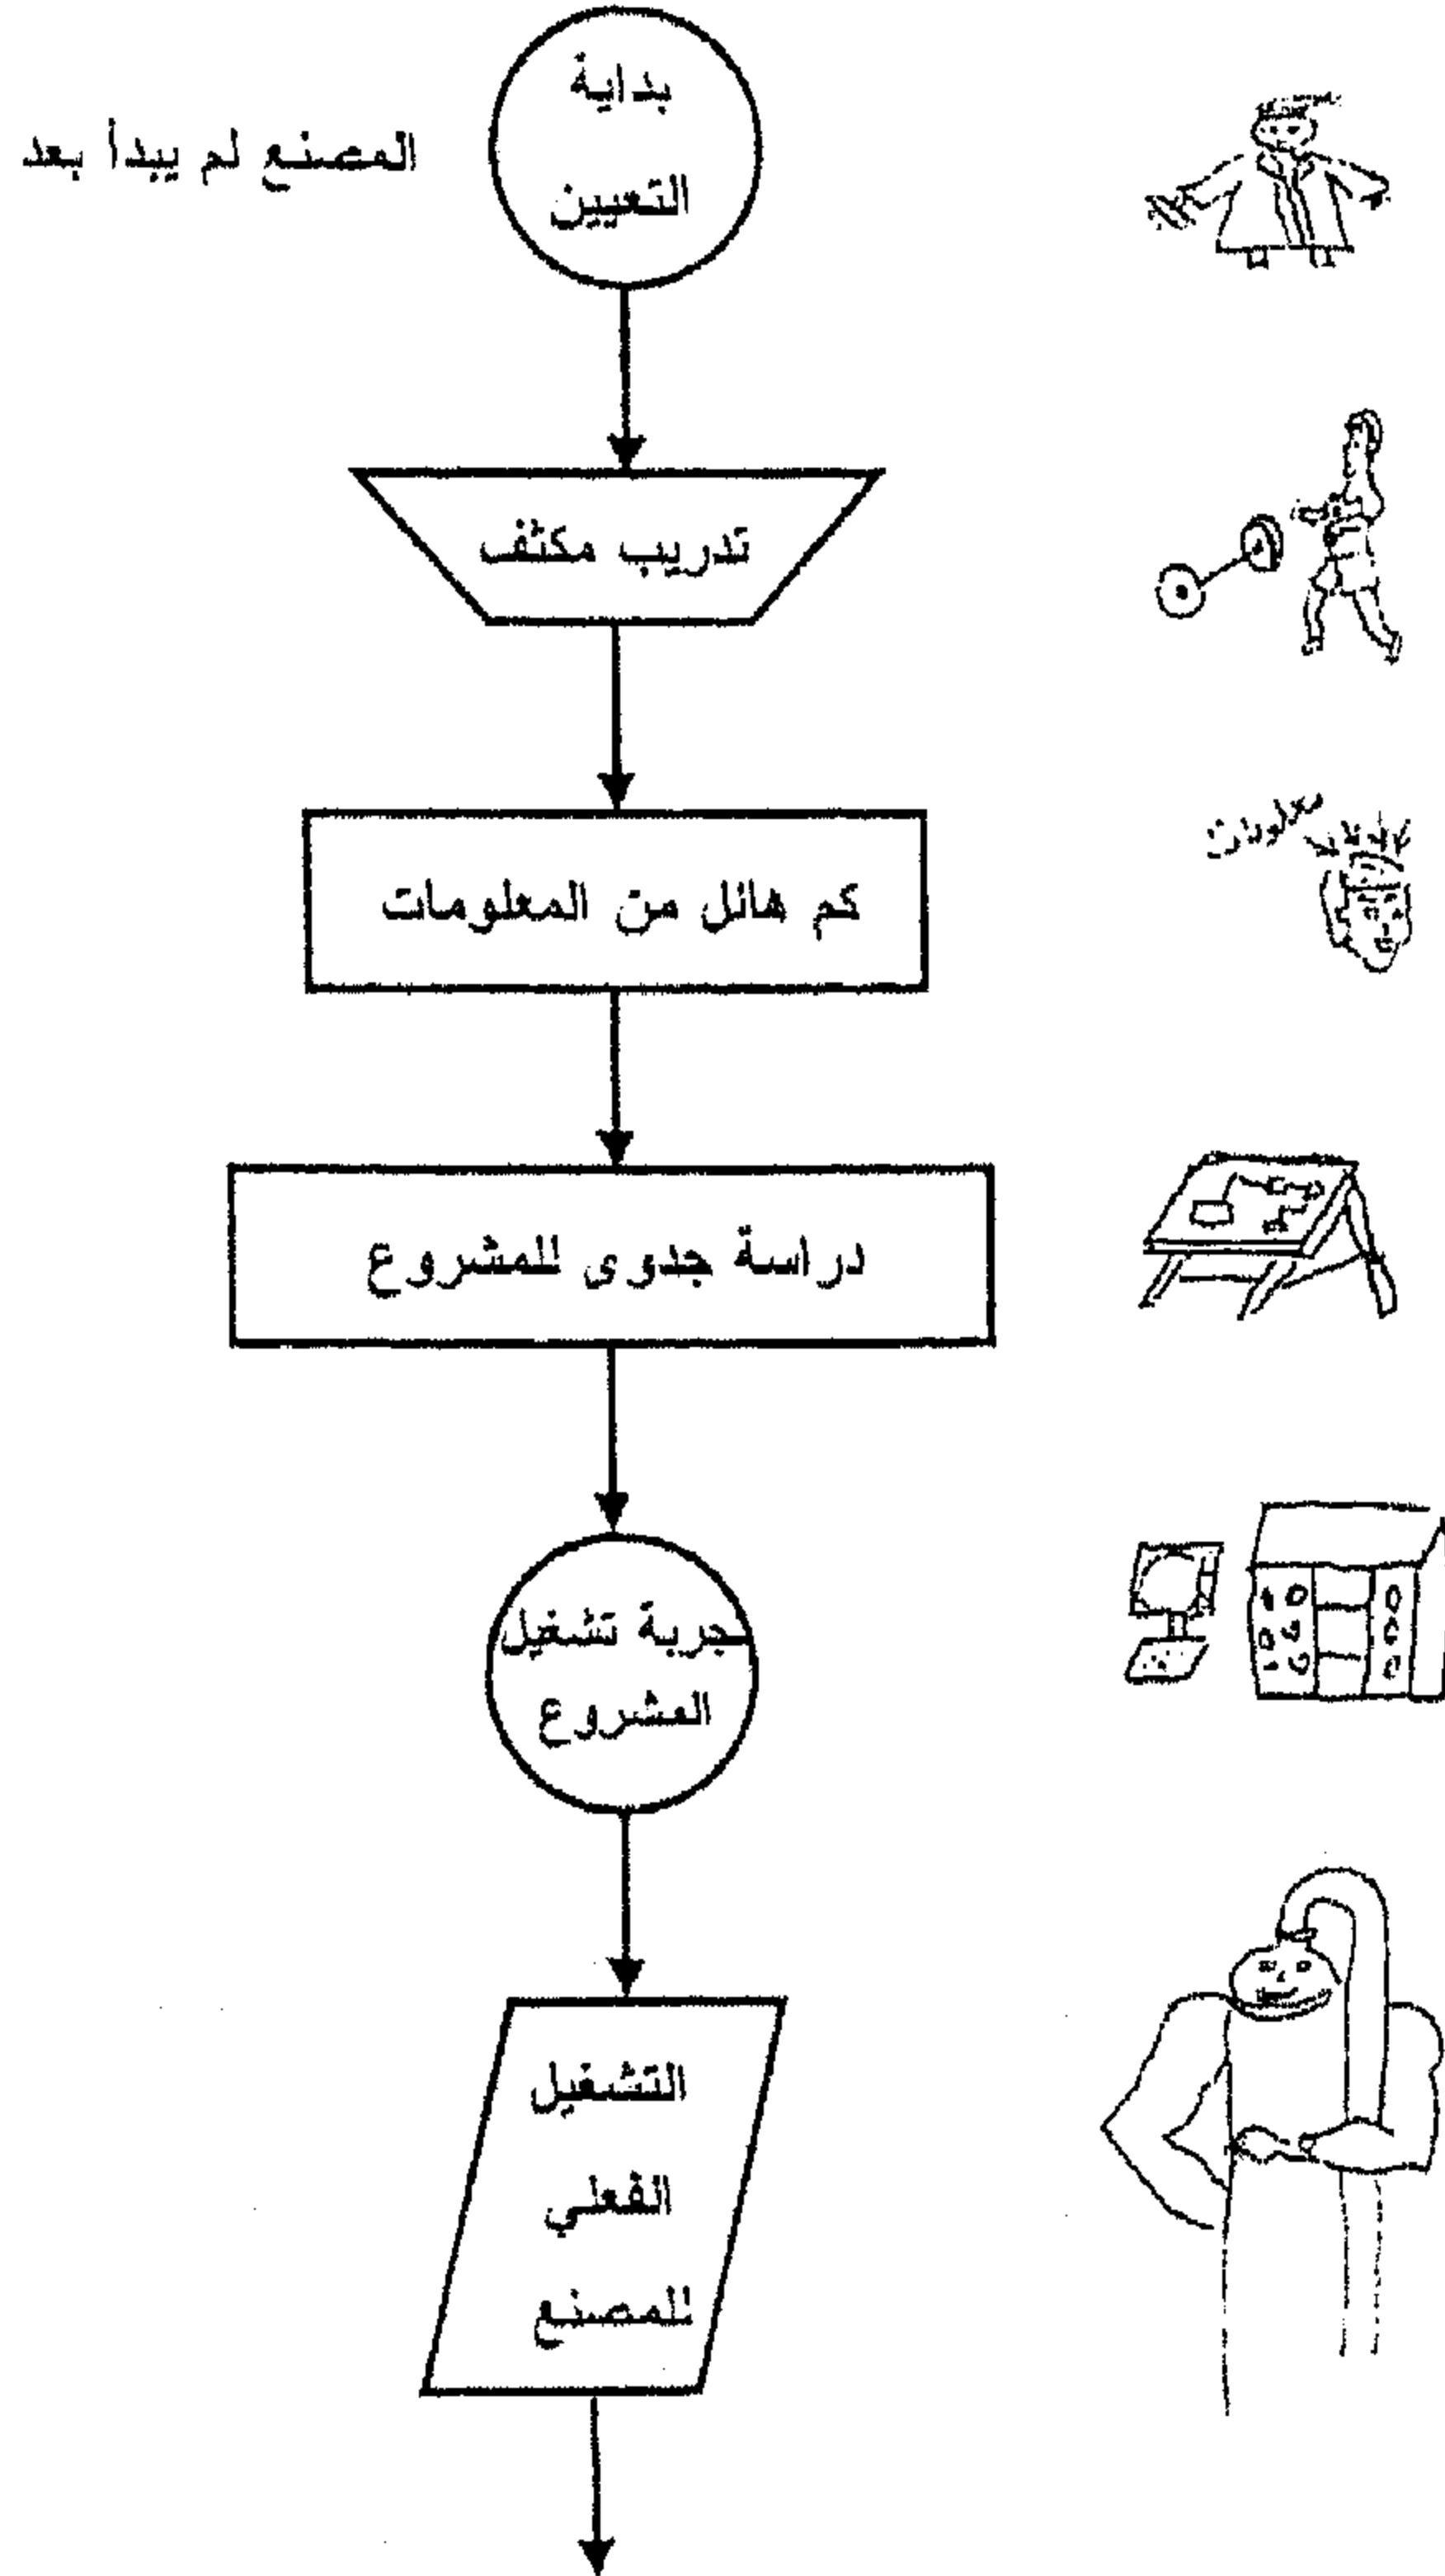 بداية
التعيين
المصنع لم يبدأ بعد
تدريب مكثف
معلومات
كم هائل من المعلومات
دراسة جدوى للمشروع
تجربة تشغيل
المشروع
التشغيل
الفعلي
للمصنع